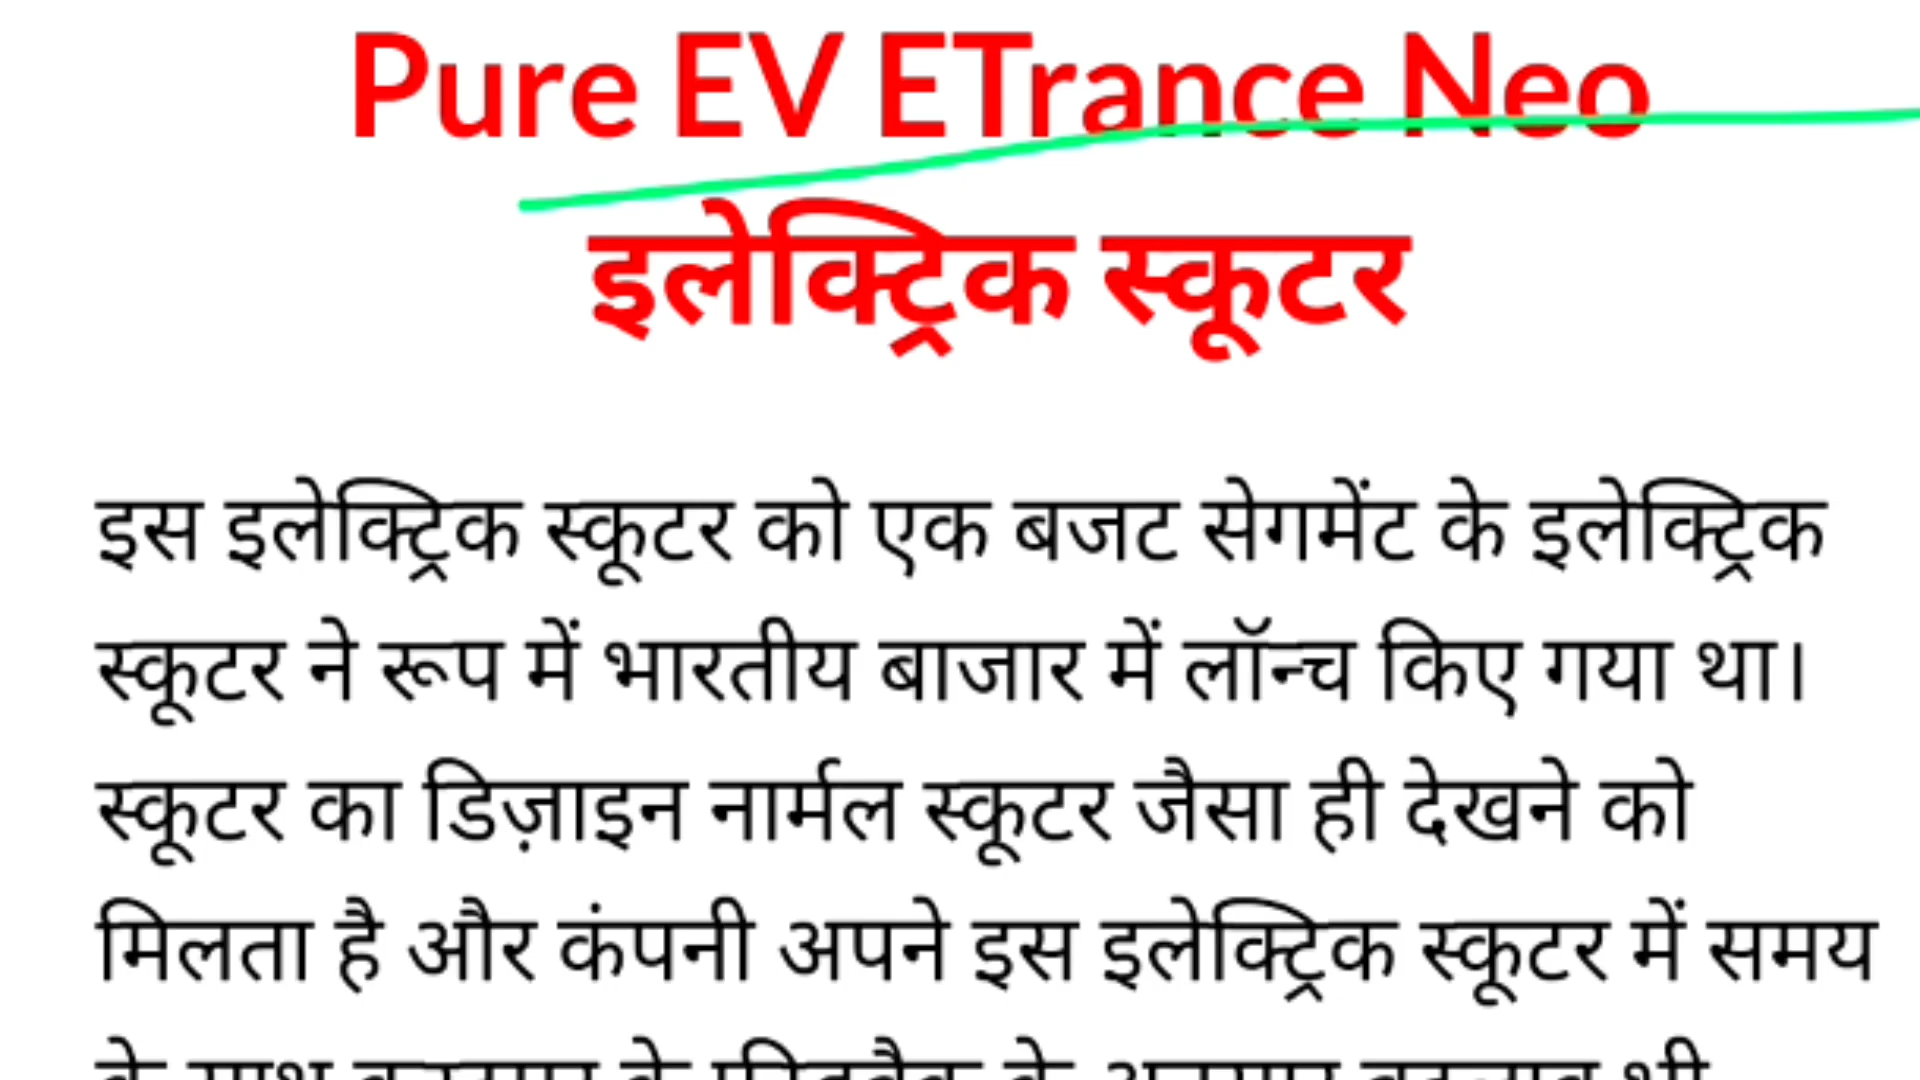 Pure EV ETrance Neo
इलेक्ट्रिक स्कूटर
इस इलेक्ट्रिक स्कूटर को एक बजट सेगमेंट के इलेक्ट्रिक
स्कूटर ने रूप में भारतीय बाजार में लॉन्च किए गया था।
स्कूटर का डिज़ाइन नार्मल स्कूटर जैसा ही देखने को
मिलता है और कंपनी अपने इस इलेक्ट्रिक स्कूटर में समय